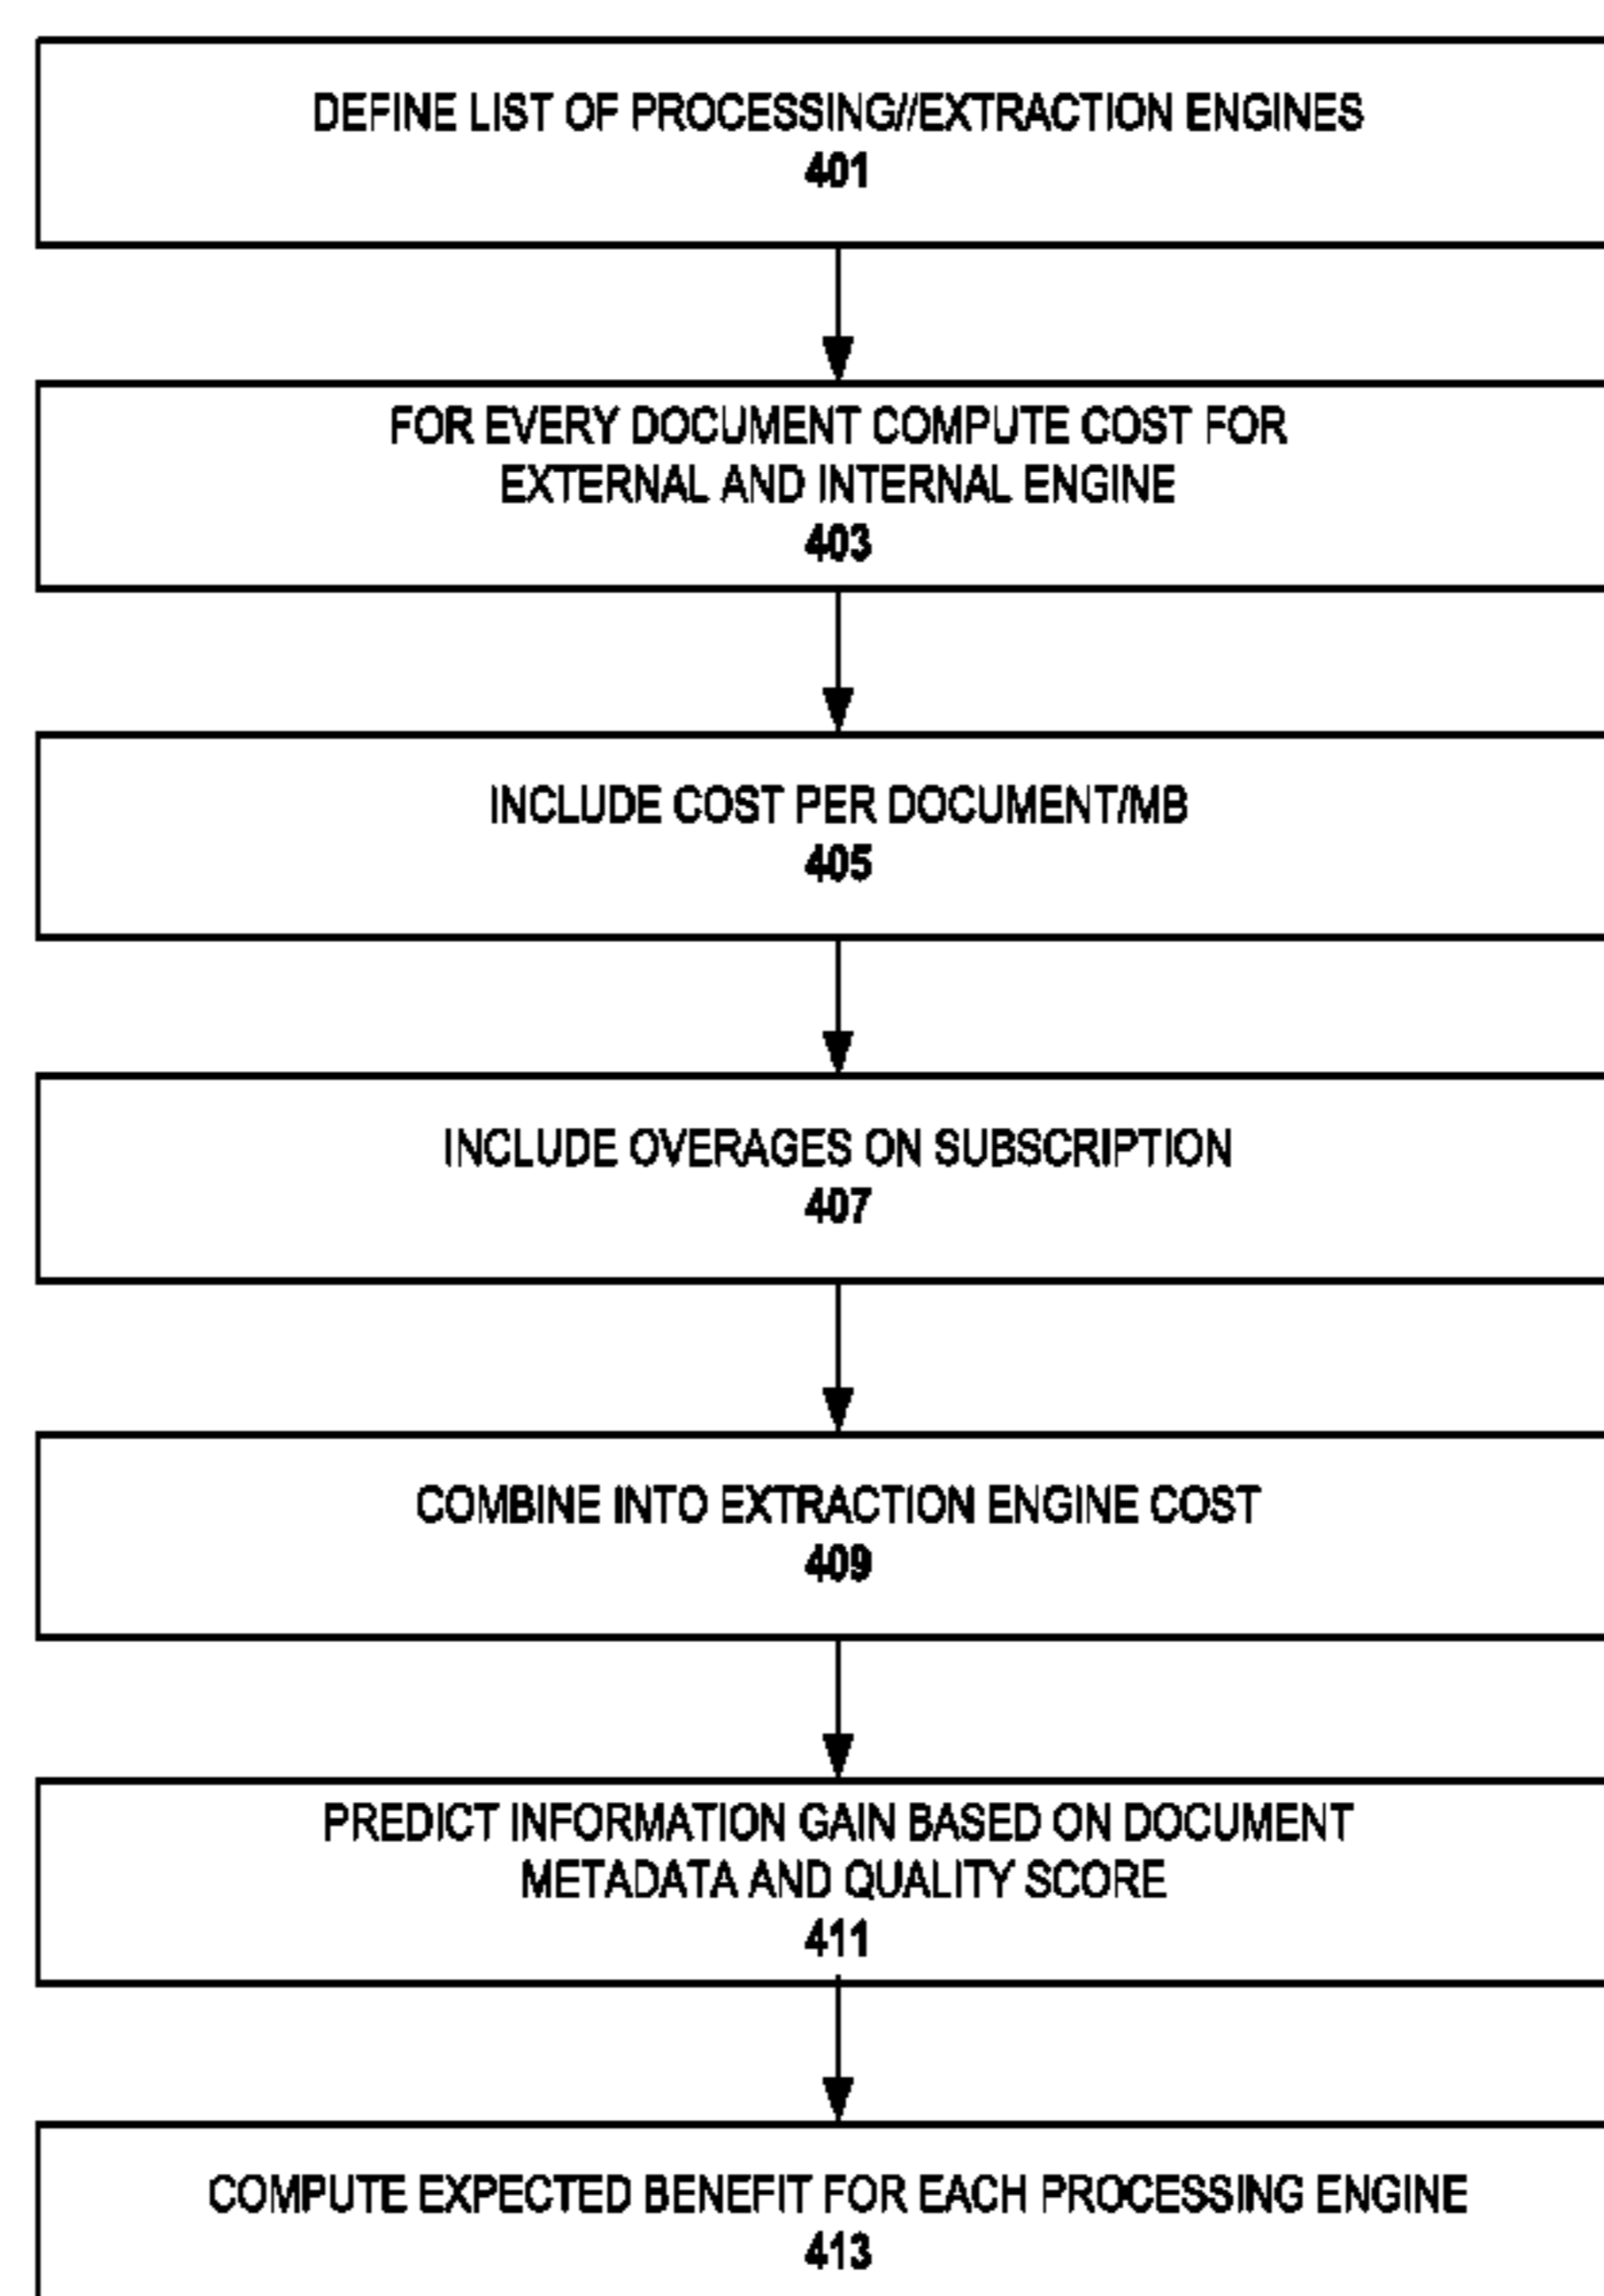 DEFINE LIST OF PROCESSING//EXTRACTION ENGINES
401
FOR EVERY DOCUMENT COMPUTE COST FOR
EXTERNAL AND INTERNAL ENGINE
403
INCLUDE COST PER DOCUMENT/MB
405
INCLUDE OVERAGES ON SUBSCRIPTION
407
COMBINE INTO EXTRACTION ENGINE COST
409
PREDICT INFORMATION GAIN BASED ON DOCUMENT
METADATA AND QUALITY SCORE
411
COMPUTE EXPECTED BENEFIT FOR EACH PROCESSING ENGINE
413